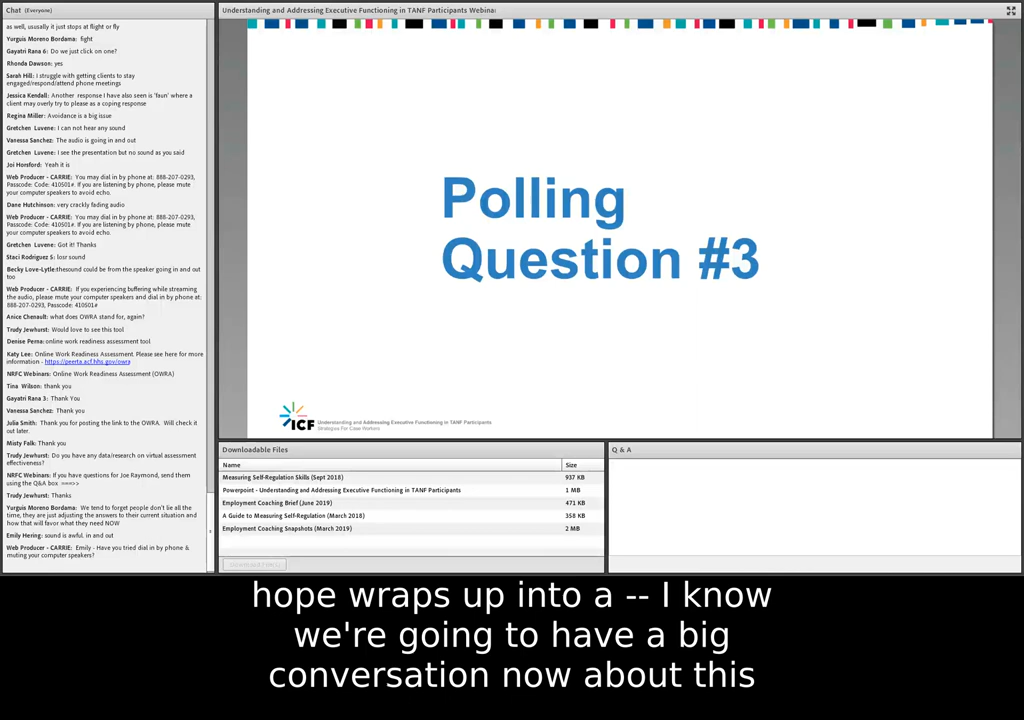 Chat (Everyone)
as well, ususally it just stops at flight or fly
Yurguis Moreno Bordama: fight
Gayatri Rana 6: Do we just click on one?
Rhonda Dawson: yes
Sarah Hill: I struggle with getting clients to stay
engaged/respond/attend phone meetings
Jessica Kendall: Another response I have also seen is 'faun' where a
client may overly try to please as a coping response
Regina Miller: Avoidance is a big issue
Gretchen Luvene: I can not hear any sound
Vanessa Sanchez: The audio is going in and out
Gretchen Luvene: I see the presentation but no sound as you said
Joi Horsford: Yeah it is
Web Producer - CARRIE: You may dial in by phone at: 888-207-0293,
Passcode: Code: 410501#. If you are listening by phone, please mute
your computer speakers to avoid echo.
Dane Hutchinson: very crackly fading audio
Web Producer - CARRIE: You may dial in by phone at: 888-207-0293,
Passcode: Code: 410501#. If you are listening by phone, please mute
your computer speakers to avoid echo.
Gretchen Luvene: Got it! Thanks
Staci Rodriguez S: losr sound
Becky Love-Lytle:thesound could be from the speaker going in and out
too
Web Producer - CARRIE: If you experiencing buffering while streaming
the audio, please mute your computer speakers and dial in by phone at:
888-207-0293, Passcode: 410501#
Anice Chenault: what does OWRA stand for, again?
Trudy Jewhurst: Would love to see this tool
Denise Perna: online work readiness assessment tool
Katy Lee: Online Work Readiness Assessment. Please see here for more
information - https://peerta.acf.hhs.gov/owra
NRFC Webinars: Online Work Readiness Assessment (OWRA)
Tina Wilson: thank you
Gayatri Rana 3: Thank You
Vanessa Sanchez: Thank you
Julia Smith: Thank you for posting the link to the OWRA. Will check it
out later.
Misty Falk: Thank you
Trudy Jewhurst: Do you have any data/research on virtual assessment
effectiveness?
NRFC Webinars: If you have questions for Joe Raymond, send them
using the Q&A box ===>>
Trudy Jewhurst: Thanks
Yurguis Moreno Bordama: We tend to forget people don't be all the
time, they are just adjusting the answers to their current situation and
how that will favor what they need NOW
Emily Hering: sound is awful. in and out
Web Producer - CARRIE: Emily - Have you tried dial in by phone &
muting your computer speakers?
Understanding and Addressing Executive Functioning in TANF Participants Webinar
Polling
Question #3
ICF
Understanding and Addressing Executive Functioning in TANF Participants
Strategies For Case Workers
Downloadable Files
Name Size
Measuring Self-Regulation Skills (Sept 2018) 937 KB
Powerpoint - Understanding and Addressing Executive Functioning in TANF Participants 1 MB
Employment Coaching Brief (June 2019) 471 KB
A Guide to Measuring Self-Regulation (March 2018) 358 KB
Employment Coaching Snapshots (March 2019) 2 MB
Q & A
hope wraps up into a -- I know
we're going to have a big
conversation now about this